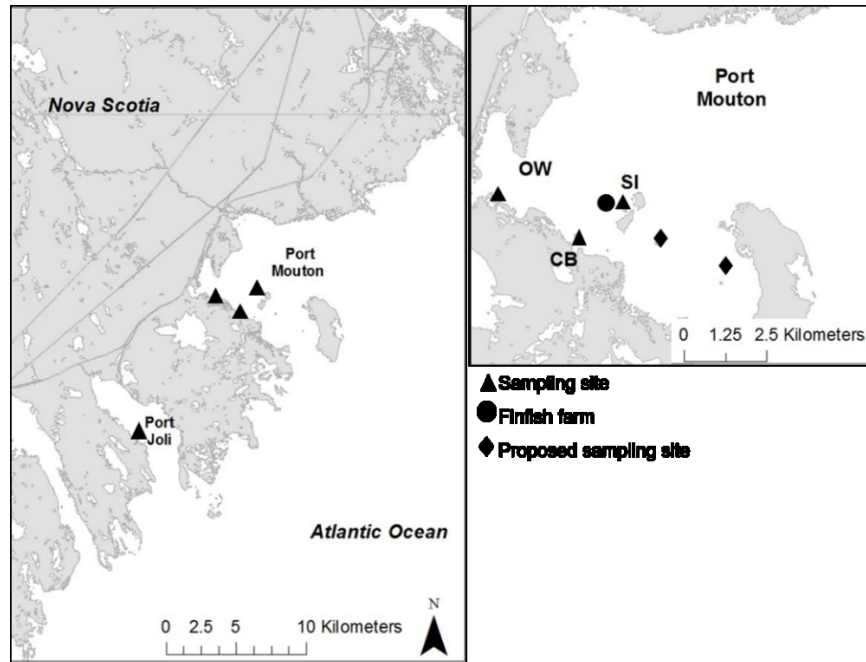 Nova Scotia
Port
Mouton
Port
Joli
Atlantic Ocean
0 2.5 5 10 Kilometers
N
Port
Mouton
OW
SI
CB
0 1.25 2.5 Kilometers
Sampling site
Finfish farm
Proposed sampling site